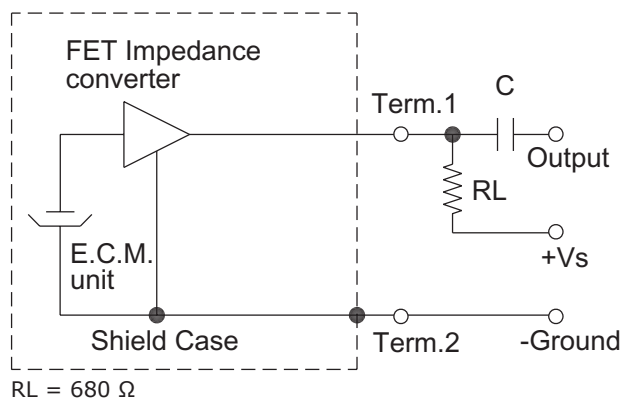 FET Impedance
converter
Term.1
C
Output
RL
+Vs
E.C.M.
unit
Shield Case
Term.2
-Ground
RL = 680 Ω